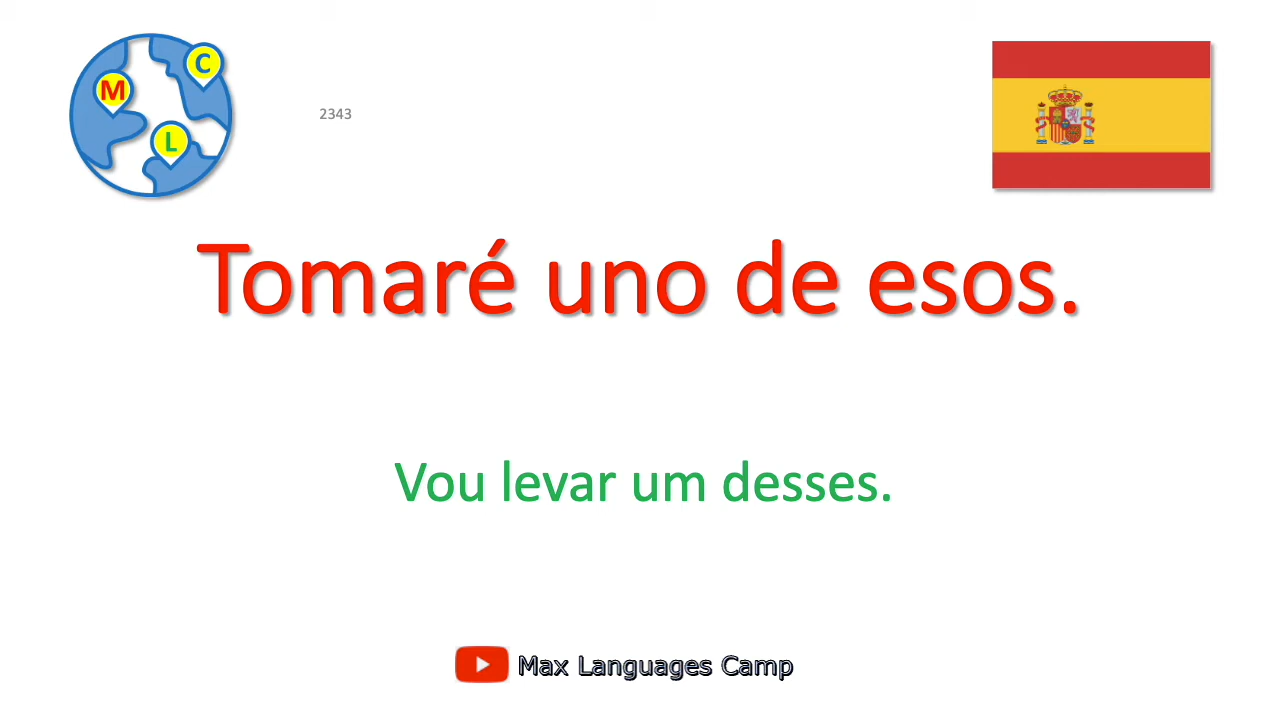 M
C
L
2343
Tomaré uno de esos.
Vou levar um desses.
Max Languages Camp